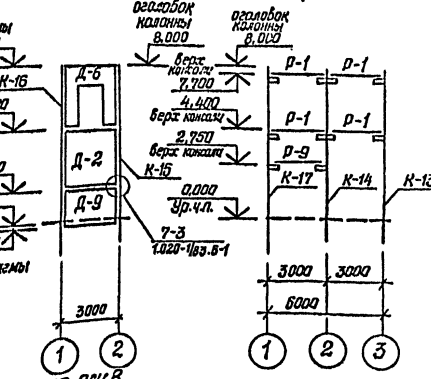 оголовок
колонны
8,000
оголовок
колонны
8,000
Д-6
верх
консоли
7,700
Р-1
Р-1
К-16
4,400
верх консоли
Р-1
Р-1
Д-2
2,750
верх консоли
Р-9
К-15
К-17
К-14
К-13
Д-9
0,000
Ур.ч.п.
7-3
1.020-1/83.6-1
3000
3000
3000
6000
1
2
1
2
3